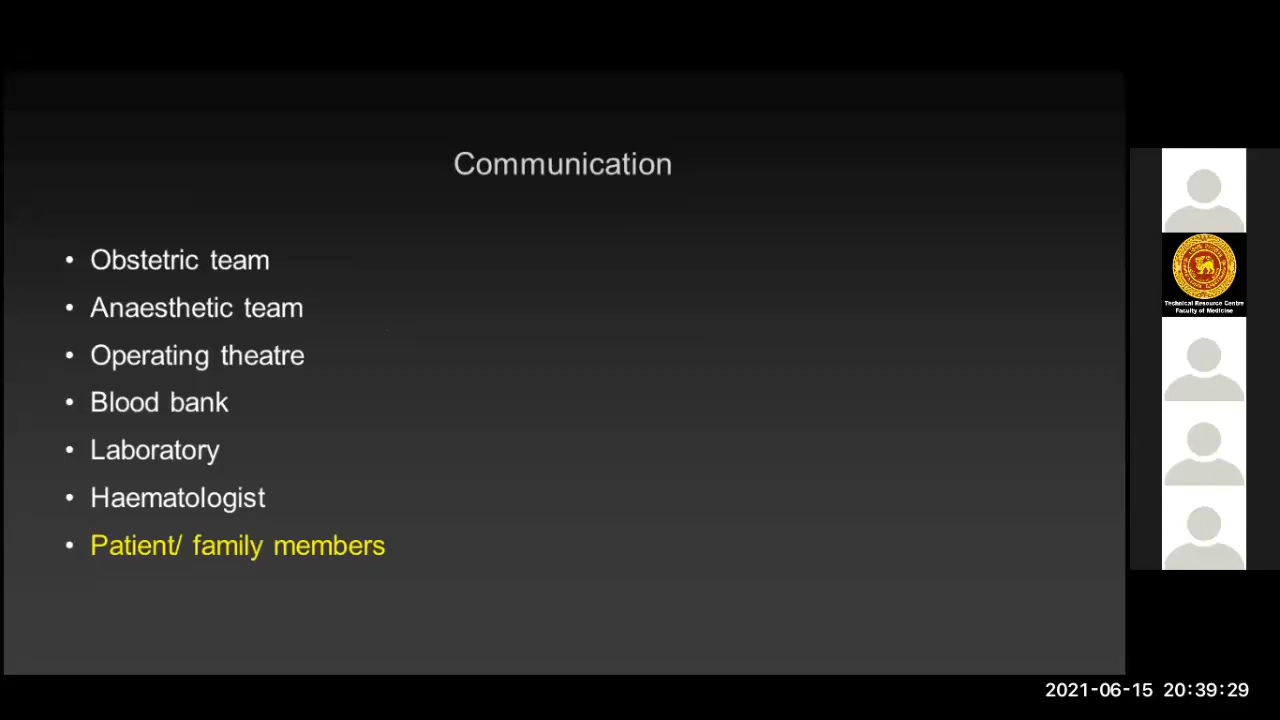 Communication
• Obstetric team
• Anaesthetic team
• Operating theatre
• Blood bank
• Laboratory
• Haematologist
• Patient/ family members
Technical Resource Centre
Faculty of Medicine
2021-06-15 20:39:29